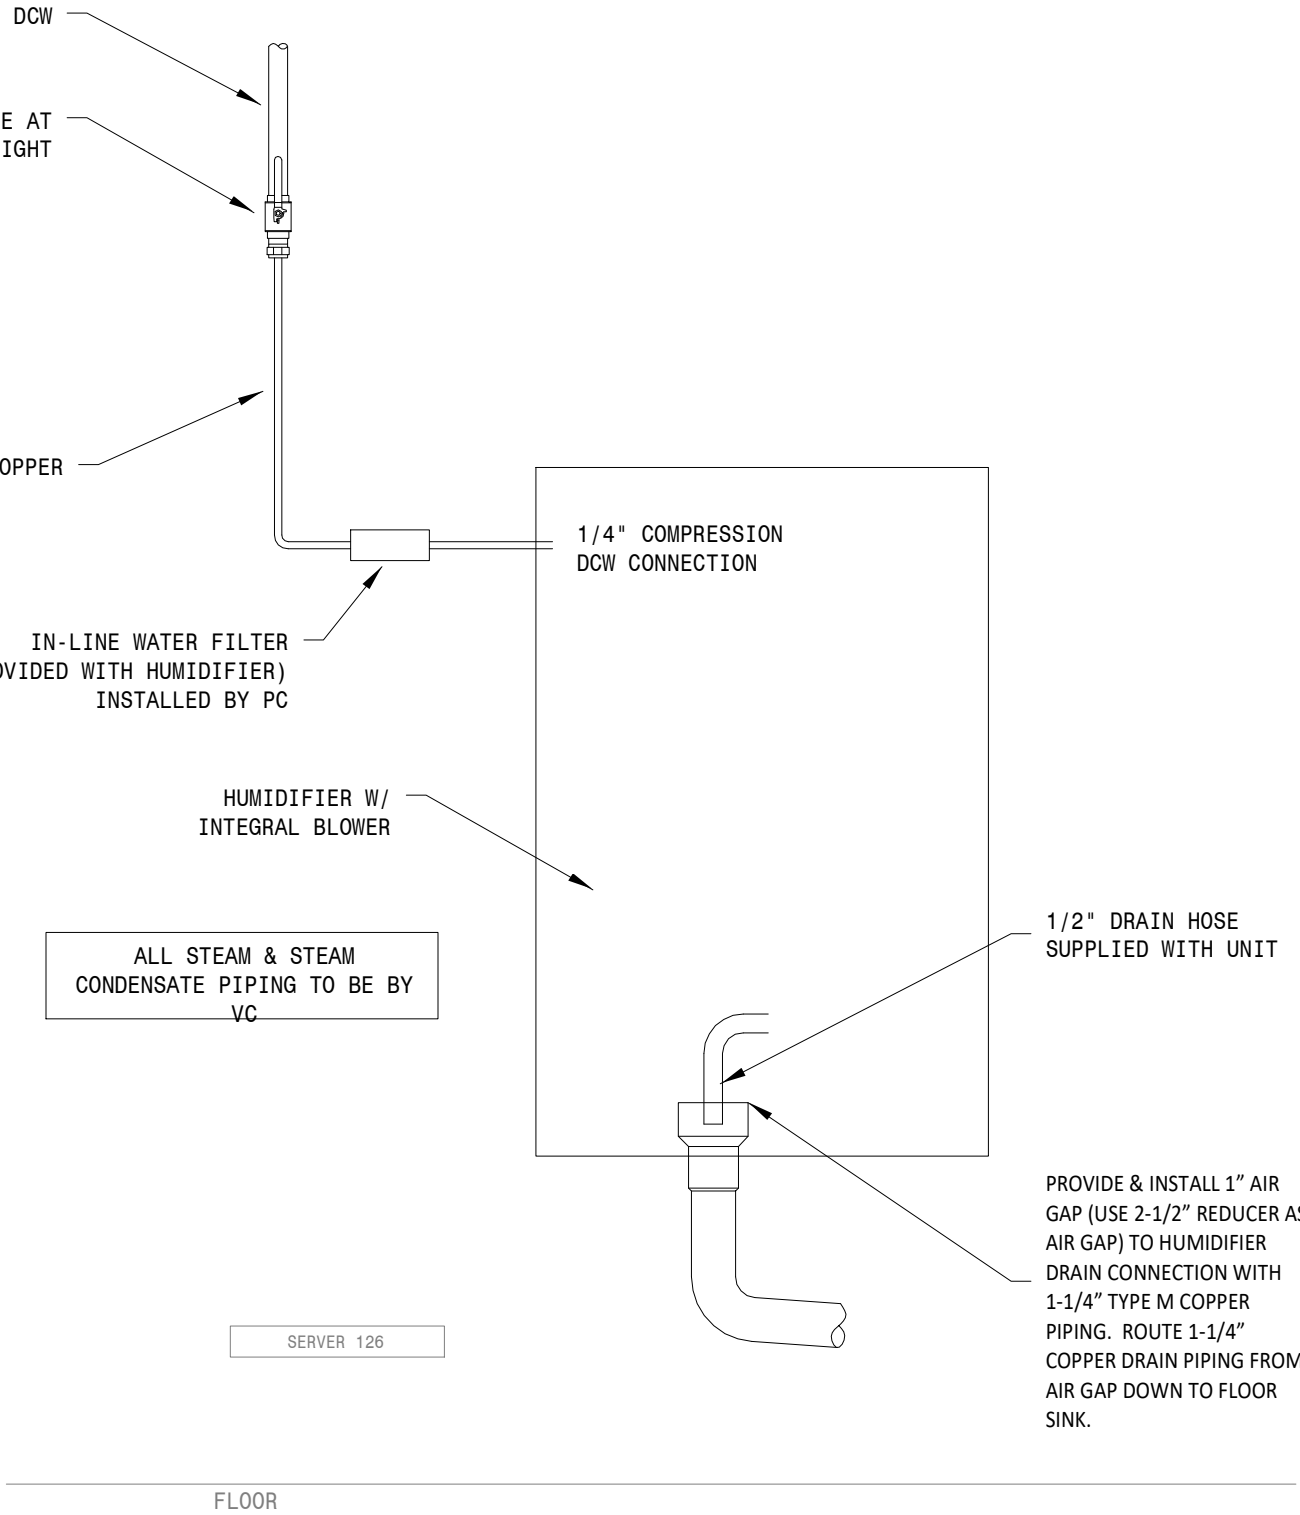 DCW
E AT
IGHT
OPPER
1/4" COMPRESSION
DCW CONNECTION
IN-LINE WATER FILTER
OVIDED WITH HUMIDIFIER)
INSTALLED BY PC
HUMIDIFIER W/
INTEGRAL BLOWER
ALL STEAM & STEAM
CONDENSATE PIPING TO BE BY
VC
1/2" DRAIN HOSE
SUPPLIED WITH UNIT
PROVIDE & INSTALL 1” AIR
GAP (USE 2-1/2” REDUCER AS
AIR GAP) TO HUMIDIFIER
DRAIN CONNECTION WITH
1-1/4” TYPE M COPPER
PIPING. ROUTE 1-1/4”
COPPER DRAIN PIPING FROM
AIR GAP DOWN TO FLOOR
SINK.
SERVER 126
FLOOR